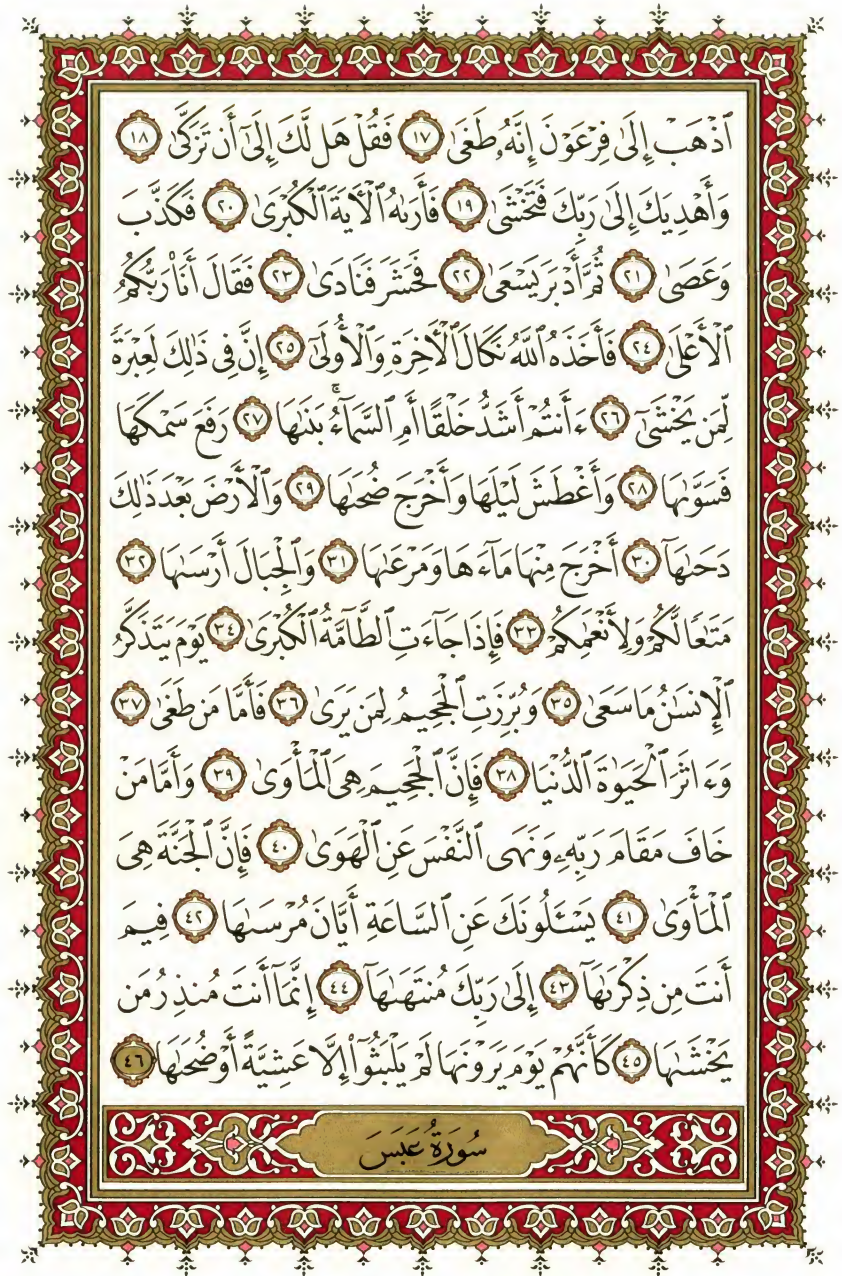 ٱذۡهَبۡ إِلَىٰ فِرۡعَوۡنَ إِنَّهُۥ طَغَىٰ ١٧ فَقُلۡ هَل لَّكَ إِلَىٰٓ أَن تَزَكَّىٰ ١٨
وَأَهۡدِيَكَ إِلَىٰ رَبِّكَ فَتَخۡشَىٰ ١٩ فَأَرَىٰهُ ٱلۡأٓيَةَ ٱلۡكُبۡرَىٰ ٢٠ فَكَذَّبَ
وَعَصَىٰ ٢١ ثُمَّ أَدۡبَرَ يَسۡعَىٰ ٢٢ فَحَشَرَ فَنَادَىٰ ٢٣ فَقَالَ أَنَا۠ رَبُّكُمُ
ٱلۡأَعۡلَىٰ ٢٤ فَأَخَذَهُ ٱللَّهُ نَكَالَ ٱلۡأٓخِرَةِ وَٱلۡأُولَىٰٓ ٢٥ إِنَّ فِي ذَٰلِكَ لَعِبۡرَةٗ
لِّمَن يَخۡشَىٰٓ ٢٦ ءَأَنتُمۡ أَشَدُّ خَلۡقًا أَمِ ٱلسَّمَآءُۚ بَنَىٰهَا ٢٧ رَفَعَ سَمۡكَهَا
فَسَوَّىٰهَا ٢٨ وَأَغۡطَشَ لَيۡلَهَا وَأَخۡرَجَ ضُحَىٰهَا ٢٩ وَٱلۡأَرۡضَ بَعۡدَ ذَٰلِكَ
دَحَىٰهَآ ٣٠ أَخۡرَجَ مِنۡهَا مَآءَهَا وَمَرۡعَىٰهَا ٣١ وَٱلۡجِبَالَ أَرۡسَىٰهَا ٣٢
مَتَٰعٗا لَّكُمۡ وَلِأَنۡعَٰمِكُمۡ ٣٣ فَإِذَا جَآءَتِ ٱلطَّآمَّةُ ٱلۡكُبۡرَىٰ ٣٤ يَوۡمَ يَتَذَكَّرُ
ٱلۡإِنسَٰنُ مَا سَعَىٰ ٣٥ وَبُرِّزَتِ ٱلۡجَحِيمُ لِمَن يَرَىٰ ٣٦ فَأَمَّا مَن طَغَىٰ ٣٧
وَءَاثَرَ ٱلۡحَيَوٰةَ ٱلدُّنۡيَا ٣٨ فَإِنَّ ٱلۡجَحِيمَ هِيَ ٱلۡمَأۡوَىٰ ٣٩ وَأَمَّا مَنۡ
خَافَ مَقَامَ رَبِّهِۦ وَنَهَى ٱلنَّفۡسَ عَنِ ٱلۡهَوَىٰ ٤٠ فَإِنَّ ٱلۡجَنَّةَ هِيَ
ٱلۡمَأۡوَىٰ ٤١ يَسۡـَٔلُونَكَ عَنِ ٱلسَّاعَةِ أَيَّانَ مُرۡسَىٰهَا ٤٢ فِيمَ
أَنتَ مِن ذِكۡرَىٰهَآ ٤٣ إِلَىٰ رَبِّكَ مُنتَهَىٰهَآ ٤٤ إِنَّمَآ أَنتَ مُنذِرُ مَن
يَخۡشَىٰهَا ٤٥ كَأَنَّهُمۡ يَوۡمَ يَرَوۡنَهَا لَمۡ يَلۡبَثُوٓاْ إِلَّا عَشِيَّةً أَوۡ ضُحَىٰهَا ٤٦
سُورَةُ عَبَسَ